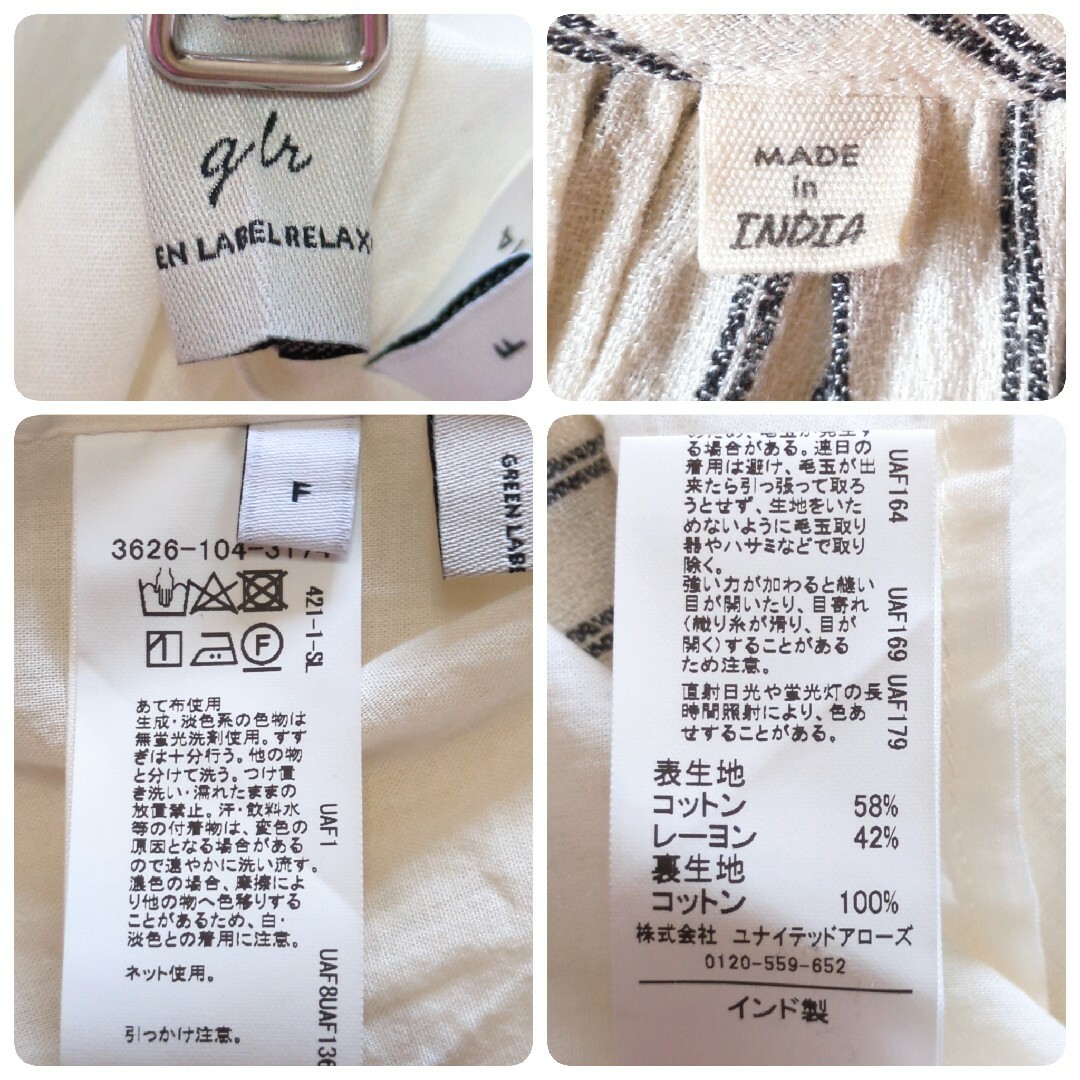 glr
EN LABEL RELAX
F
MADE
in
INDIA
F
GREEN LABE
3626-104-3171
421-1-SL
あて布使用
生成・淡色系の色物は
無蛍光洗剤使用。すす
ぎは十分行う。他の物
と分けて洗う。つけ置
き洗い・濡れたままの
放置禁止。汗・飲料水
等の付着物は、変色の
原因となる場合がある
ので速やかに洗い流す。
濃色の場合、摩擦によ
り他の物へ色移りする
ことがあるため、白・
淡色との着用に注意。
ネット使用。
引っかけ注意。
UAF1
UAF8UAF136
る場合がある。連日の
着用は避け、毛玉が出
来たら引っ張って取ろ
うとせず、生地をいた
めないように毛玉取り
器やハサミなどで取り
除く。
強い力が加わると縫い
目が開いたり、目寄れ
(織り糸が滑り、目が
開く)することがある
ため注意。
直射日光や蛍光灯の長
時間照射により、色あ
せすることがある。
UAF164
UAF169 UAF179
表生地
コットン 58%
レーヨン 42%
裏生地
コットン 100%
株式会社 ユナイテッドアローズ
0120-559-652
インド製